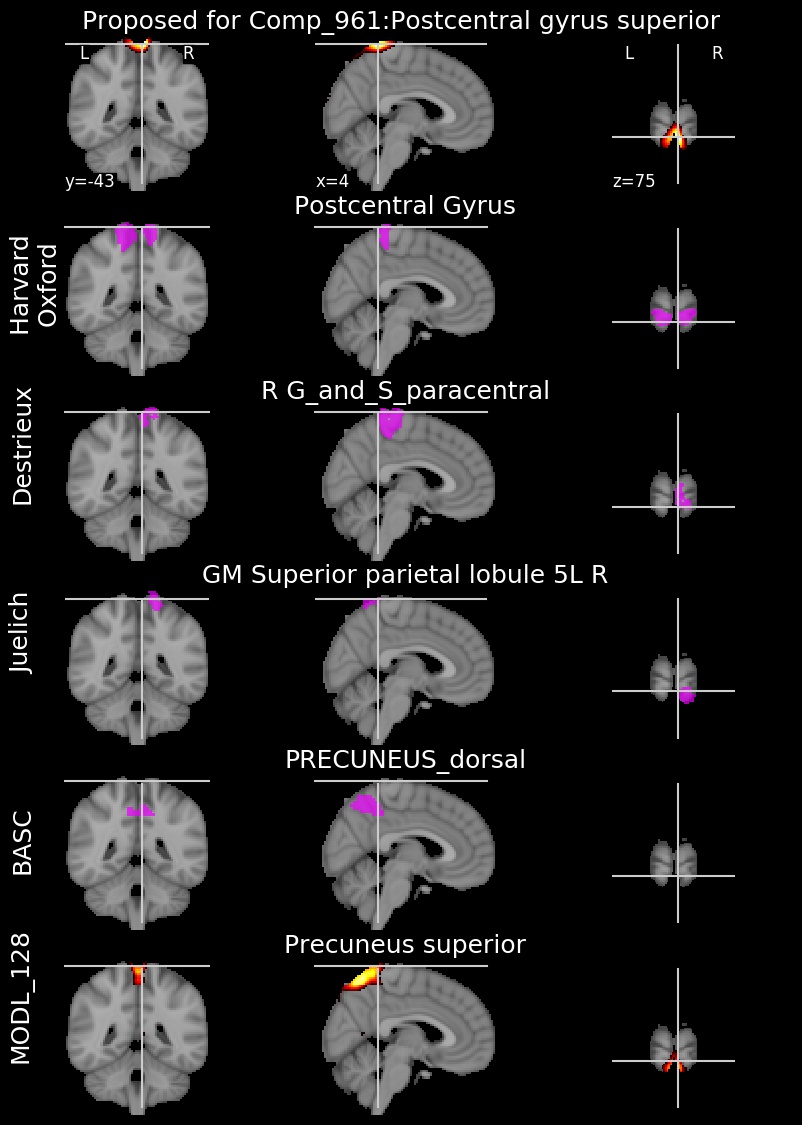 Proposed for Comp_961:Postcentral gyrus superior
L R L R
y=-43 x=4 z=75
Postcentral Gyrus
Harvard
Oxford
R G_and_S_paracentral
Destrieux
GM Superior parietal lobule 5L R
Juelich
PRECUNEUS_dorsal
BASC
Precuneus superior
MODL_128